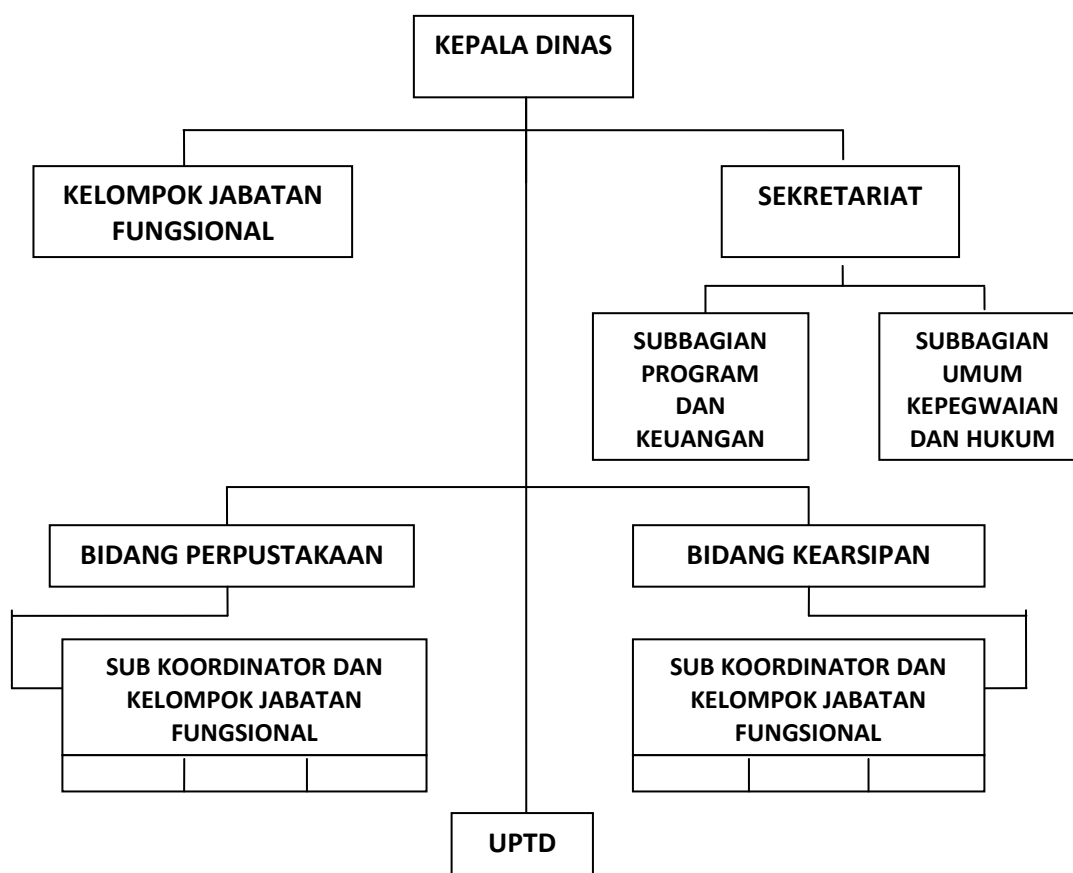 KEPALA DINAS
KELOMPOK JABATAN
FUNGSIONAL
SEKRETARIAT
SUBBAGIAN
PROGRAM
DAN
KEUANGAN
SUBBAGIAN
UMUM
KEPEGWAIAN
DAN HUKUM
BIDANG PERPUSTAKAAN
BIDANG KEARSIPAN
SUB KOORDINATOR DAN
KELOMPOK JABATAN
FUNGSIONAL
SUB KOORDINATOR DAN
KELOMPOK JABATAN
FUNGSIONAL
UPTD